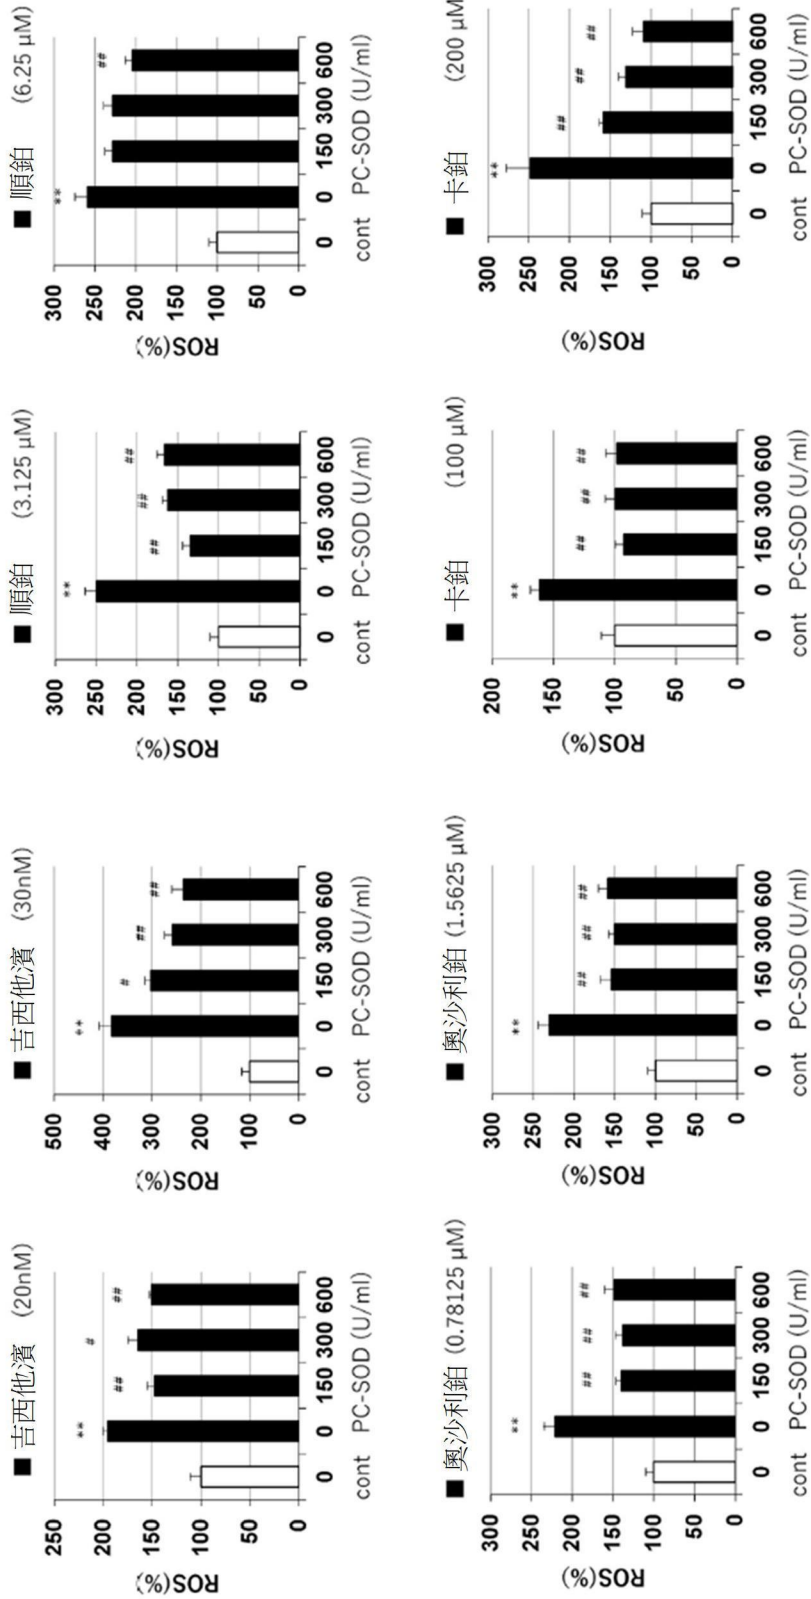 ■ 吉西他濱 (20nM)
ROS(%)
250
200
150
100
50
0
** ## # ##
0 0 150 300 600
cont PC-SOD (U/ml)
■ 吉西他濱 (30nM)
ROS(%)
500
400
300
200
100
0
** # ## ##
0 0 150 300 600
cont PC-SOD (U/ml)
■ 順鉑 (3.125 μM)
ROS(%)
300
250
200
150
100
50
0
** ## ## ##
0 0 150 300 600
cont PC-SOD (U/ml)
■ 順鉑 (6.25 μM)
ROS(%)
300
250
200
150
100
50
0
** ##
0 0 150 300 600
cont PC-SOD (U/ml)
■ 奧沙利鉑 (0.78125 μM)
ROS(%)
300
250
200
150
100
50
0
** ## ## ##
0 0 150 300 600
cont PC-SOD (U/ml)
■ 奧沙利鉑 (1.5625 μM)
ROS(%)
300
250
200
150
100
50
0
** ## ## ##
0 0 150 300 600
cont PC-SOD (U/ml)
■ 卡鉑 (100 μM)
ROS(%)
200
150
100
50
0
** ## ## ##
0 0 150 300 600
cont PC-SOD (U/ml)
■ 卡鉑 (200 μM
ROS(%)
300
250
200
150
100
50
0
** ## ## ##
0 0 150 300 600
cont PC-SOD (U/ml)